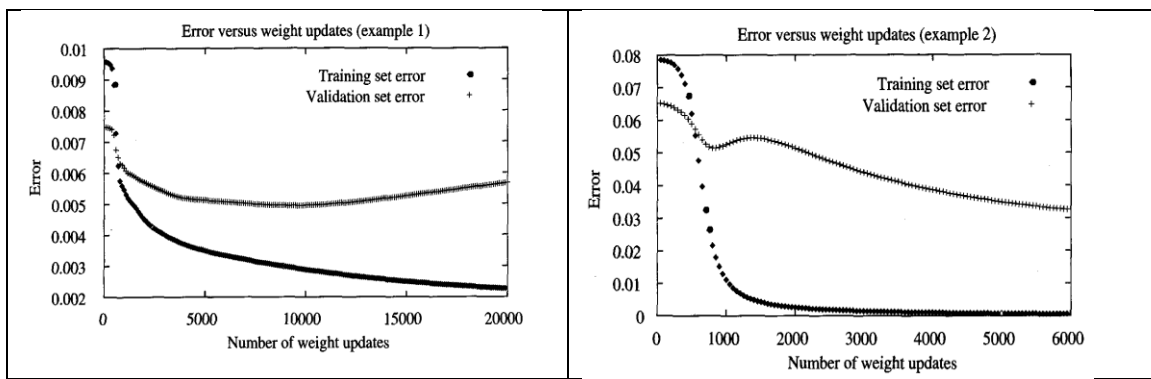 Error versus weight updates (example 1)
0.01
0.009
0.008
0.007
0.006
0.005
0.004
0.003
0.002
Error
Training set error
Validation set error
0 5000 10000 15000 20000
Number of weight updates
Error versus weight updates (example 2)
0.08
0.07
0.06
0.05
0.04
0.03
0.02
0.01
0
Error
Training set error
Validation set error
0 1000 2000 3000 4000 5000 6000
Number of weight updates